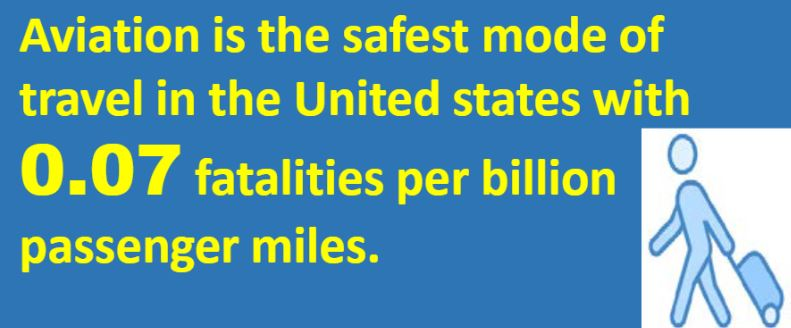 Aviation is the safest mode of
travel in the United states with
0.07 fatalities per billion
passenger miles.